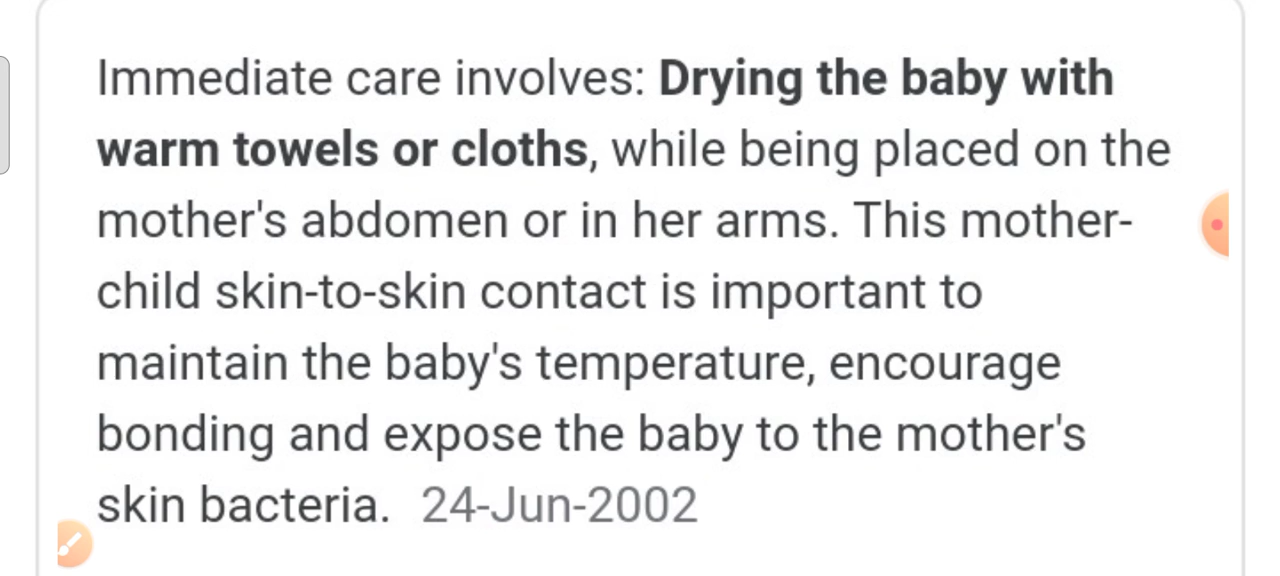 Immediate care involves: Drying the baby with
warm towels or cloths, while being placed on the
mother's abdomen or in her arms. This mother-
child skin-to-skin contact is important to
maintain the baby's temperature, encourage
bonding and expose the baby to the mother's
skin bacteria. 24-Jun-2002